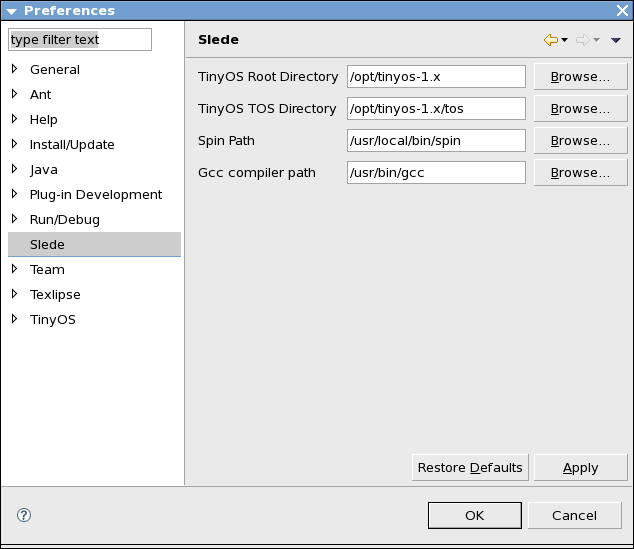 Preferences
type filter text
General
Ant
Help
Install/Update
Java
Plug-in Development
Run/Debug
Slede
Team
Texlipse
TinyOS
Slede
TinyOS Root Directory /opt/tinyos-1.x Browse...
TinyOS TOS Directory /opt/tinyos-1.x/tos Browse...
Spin Path /usr/local/bin/spin Browse...
Gcc compiler path /usr/bin/gcc Browse...
Restore Defaults Apply
? OK Cancel